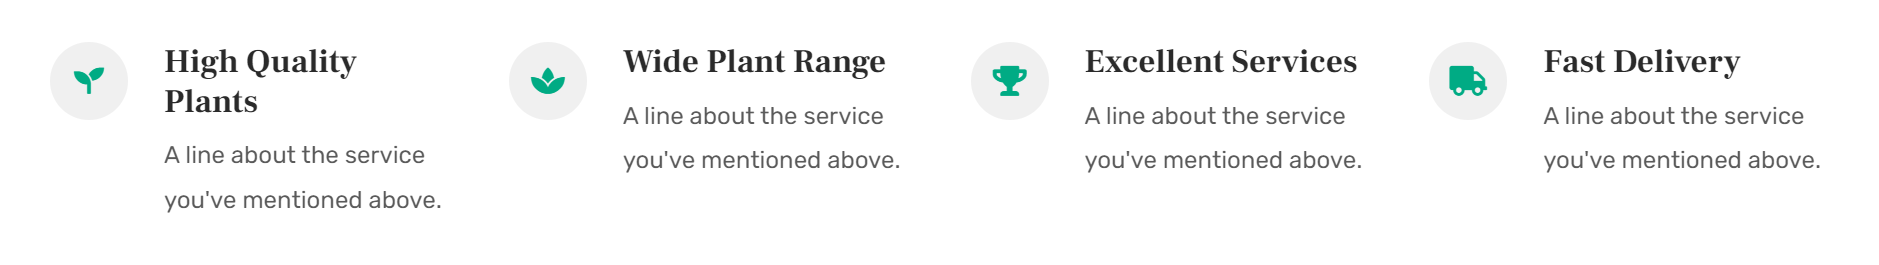 High Quality
Plants
A line about the service
you've mentioned above.
Wide Plant Range
A line about the service
you've mentioned above.
Excellent Services
A line about the service
you've mentioned above.
Fast Delivery
A line about the service
you've mentioned above.